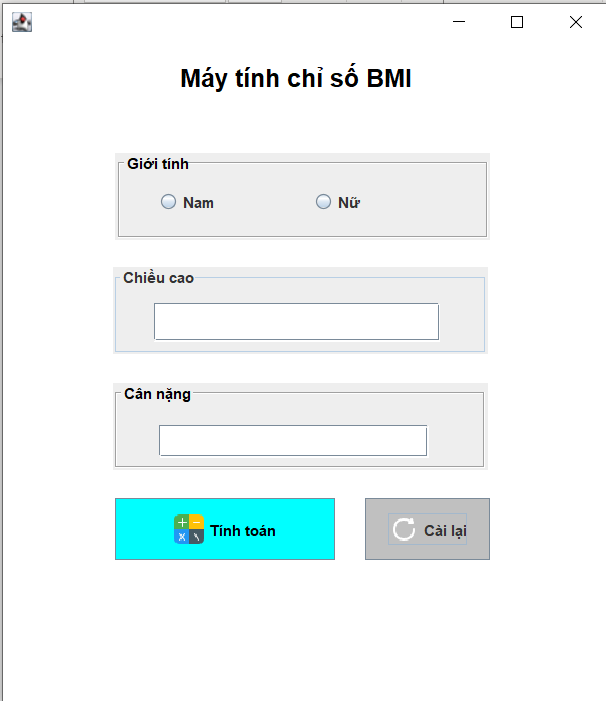 Máy tính chỉ số BMI
Giới tính
Nam
Nữ
Chiều cao
Cân nặng
Tính toán
Cài lại